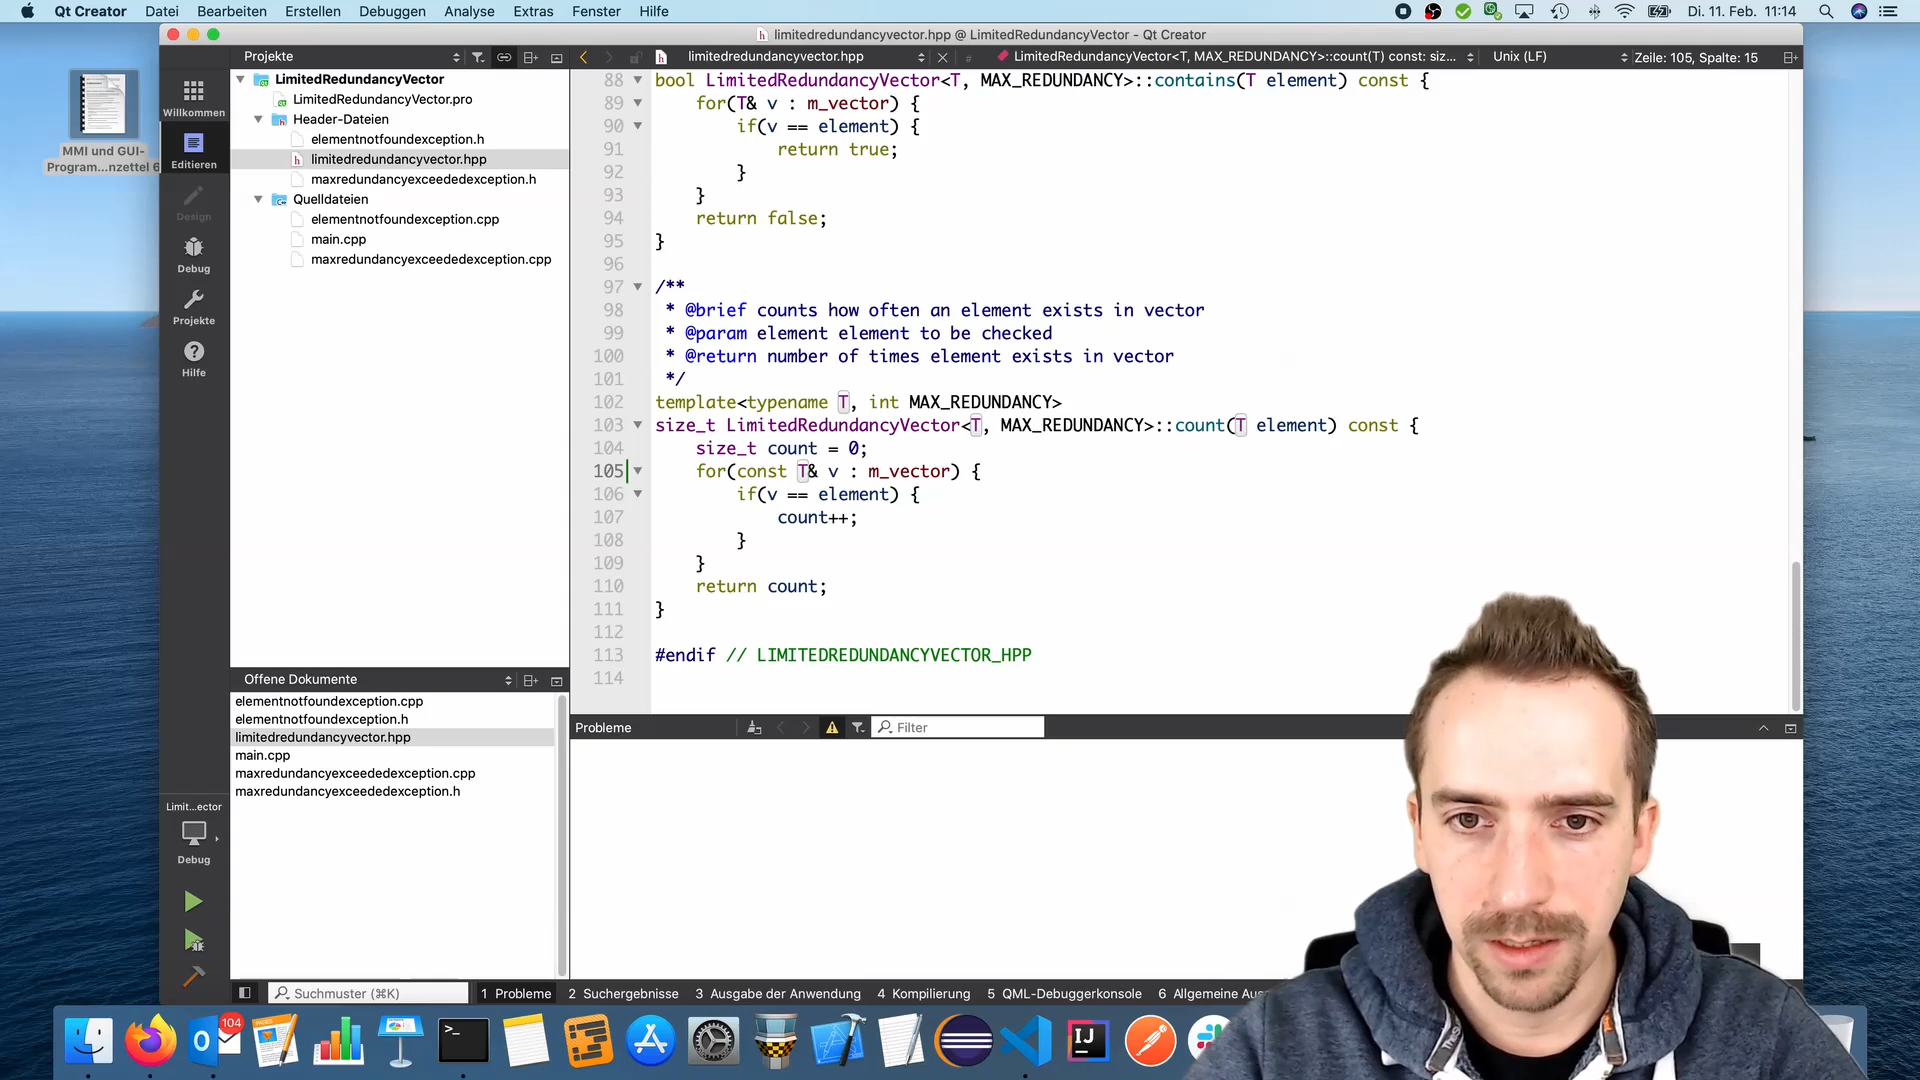 Qt Creator Datei Bearbeiten Erstellen Debuggen Analyse Extras Fenster Hilfe Di. 11. Feb. 11:14
limitedredundancyvector.hpp @ LimitedRedundancyVector - Qt Creator
Projekte limitedredundancyvector.hpp LimitedRedundancyVector<T, MAX_REDUNDANCY>::count(T) const: siz... Unix (LF) Zeile: 105, Spalte: 15
MMI und GUI-
Program...nzettel 6
Willkommen
Editieren
Design
Debug
Projekte
Hilfe
LimitedRedundancyVector
LimitedRedundancyVector.pro
Header-Dateien
elementnotfoundexception.h
limitedredundancyvector.hpp
maxredundancyexceededexception.h
Quelldateien
elementnotfoundexception.cpp
main.cpp
maxredundancyexceededexception.cpp
88 bool LimitedRedundancyVector<T, MAX_REDUNDANCY>::contains(T element) const {
89 for(T& v : m_vector) {
90 if(v == element) {
91 return true;
92 }
93 }
94 return false;
95 }
96
97 /**
98 * @brief counts how often an element exists in vector
99 * @param element element to be checked
100 * @return number of times element exists in vector
101 */
102 template<typename T, int MAX_REDUNDANCY>
103 size_t LimitedRedundancyVector<T, MAX_REDUNDANCY>::count(T element) const {
104 size_t count = 0;
105 for(const T& v : m_vector) {
106 if(v == element) {
107 count++;
108 }
109 }
110 return count;
111 }
112
113 #endif // LIMITEDREDUNDANCYVECTOR_HPP
114
Offene Dokumente
elementnotfoundexception.cpp
elementnotfoundexception.h
limitedredundancyvector.hpp
main.cpp
maxredundancyexceededexception.cpp
maxredundancyexceededexception.h
Probleme Filter
Limit...ector
Debug
Suchmuster (⌘K) 1 Probleme 2 Suchergebnisse 3 Ausgabe der Anwendung 4 Kompilierung 5 QML-Debuggerkonsole 6 Allgemeine Aus
104
PAGES
>_
IJ